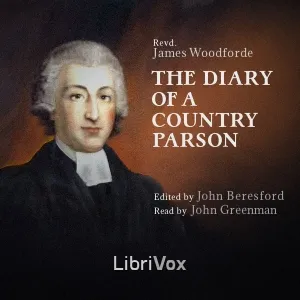 Revd.
James Woodforde
THE DIARY
OF A
COUNTRY
PARSON
Edited by John Beresford
Read by John Greenman
LibriVox